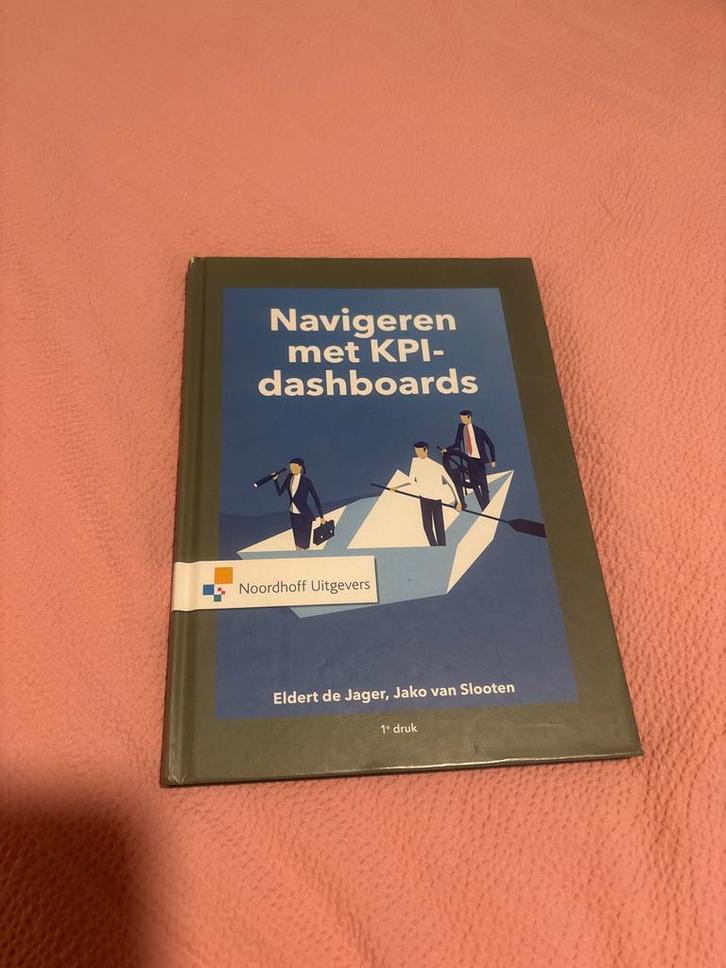 Navigeren
met KPI-
dashboards
Noordhoff Uitgevers
Eldert de Jager, Jako van Slooten
1e druk